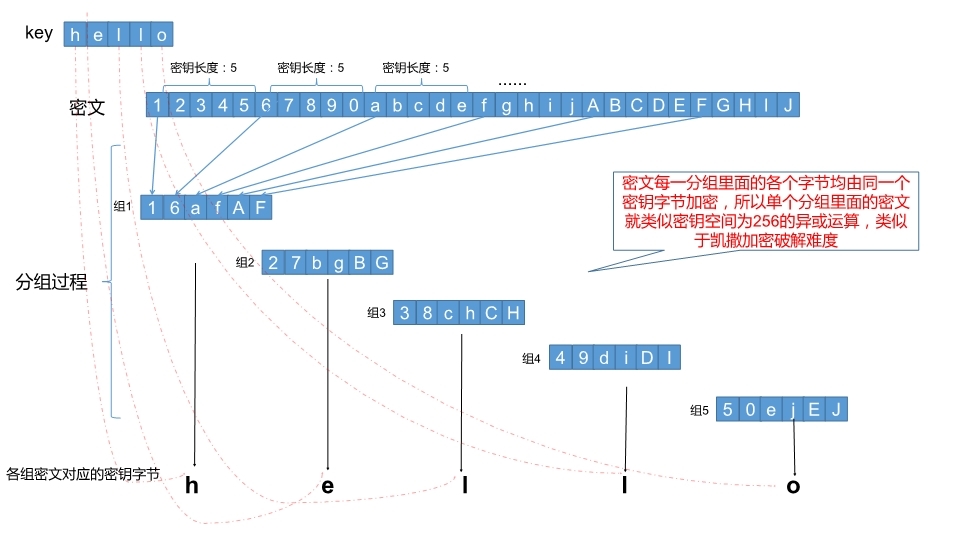 key h e l l o
密钥长度：5 密钥长度：5 密钥长度：5 ······
密文 1 2 3 4 5 6 7 8 9 0 a b c d e f g h i j A B C D E F G H I J
密文每一分组里面的各个字节均由同一个
密钥字节加密，所以单个分组里面的密文
就类似密钥空间为256的异或运算，类似
于凯撒加密破解难度
组1 1 6 a f A F
组2 2 7 b g B G
分组过程
组3 3 8 c h C H
组4 4 9 d i D I
组5 5 0 e j E J
各组密文对应的密钥字节
h e l l o